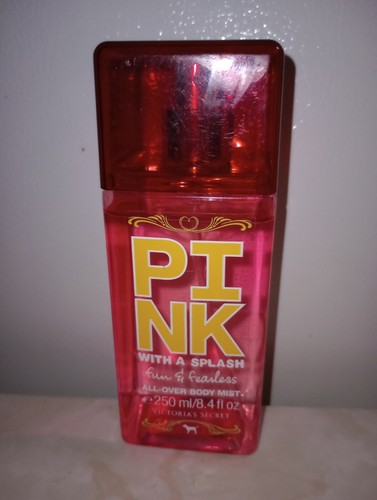 PI
NK
WITH A SPLASH
fun & fearless
ALL-OVER BODY MIST
℮ 250 ml/8.4 fl oz
VICTORIA'S SECRET